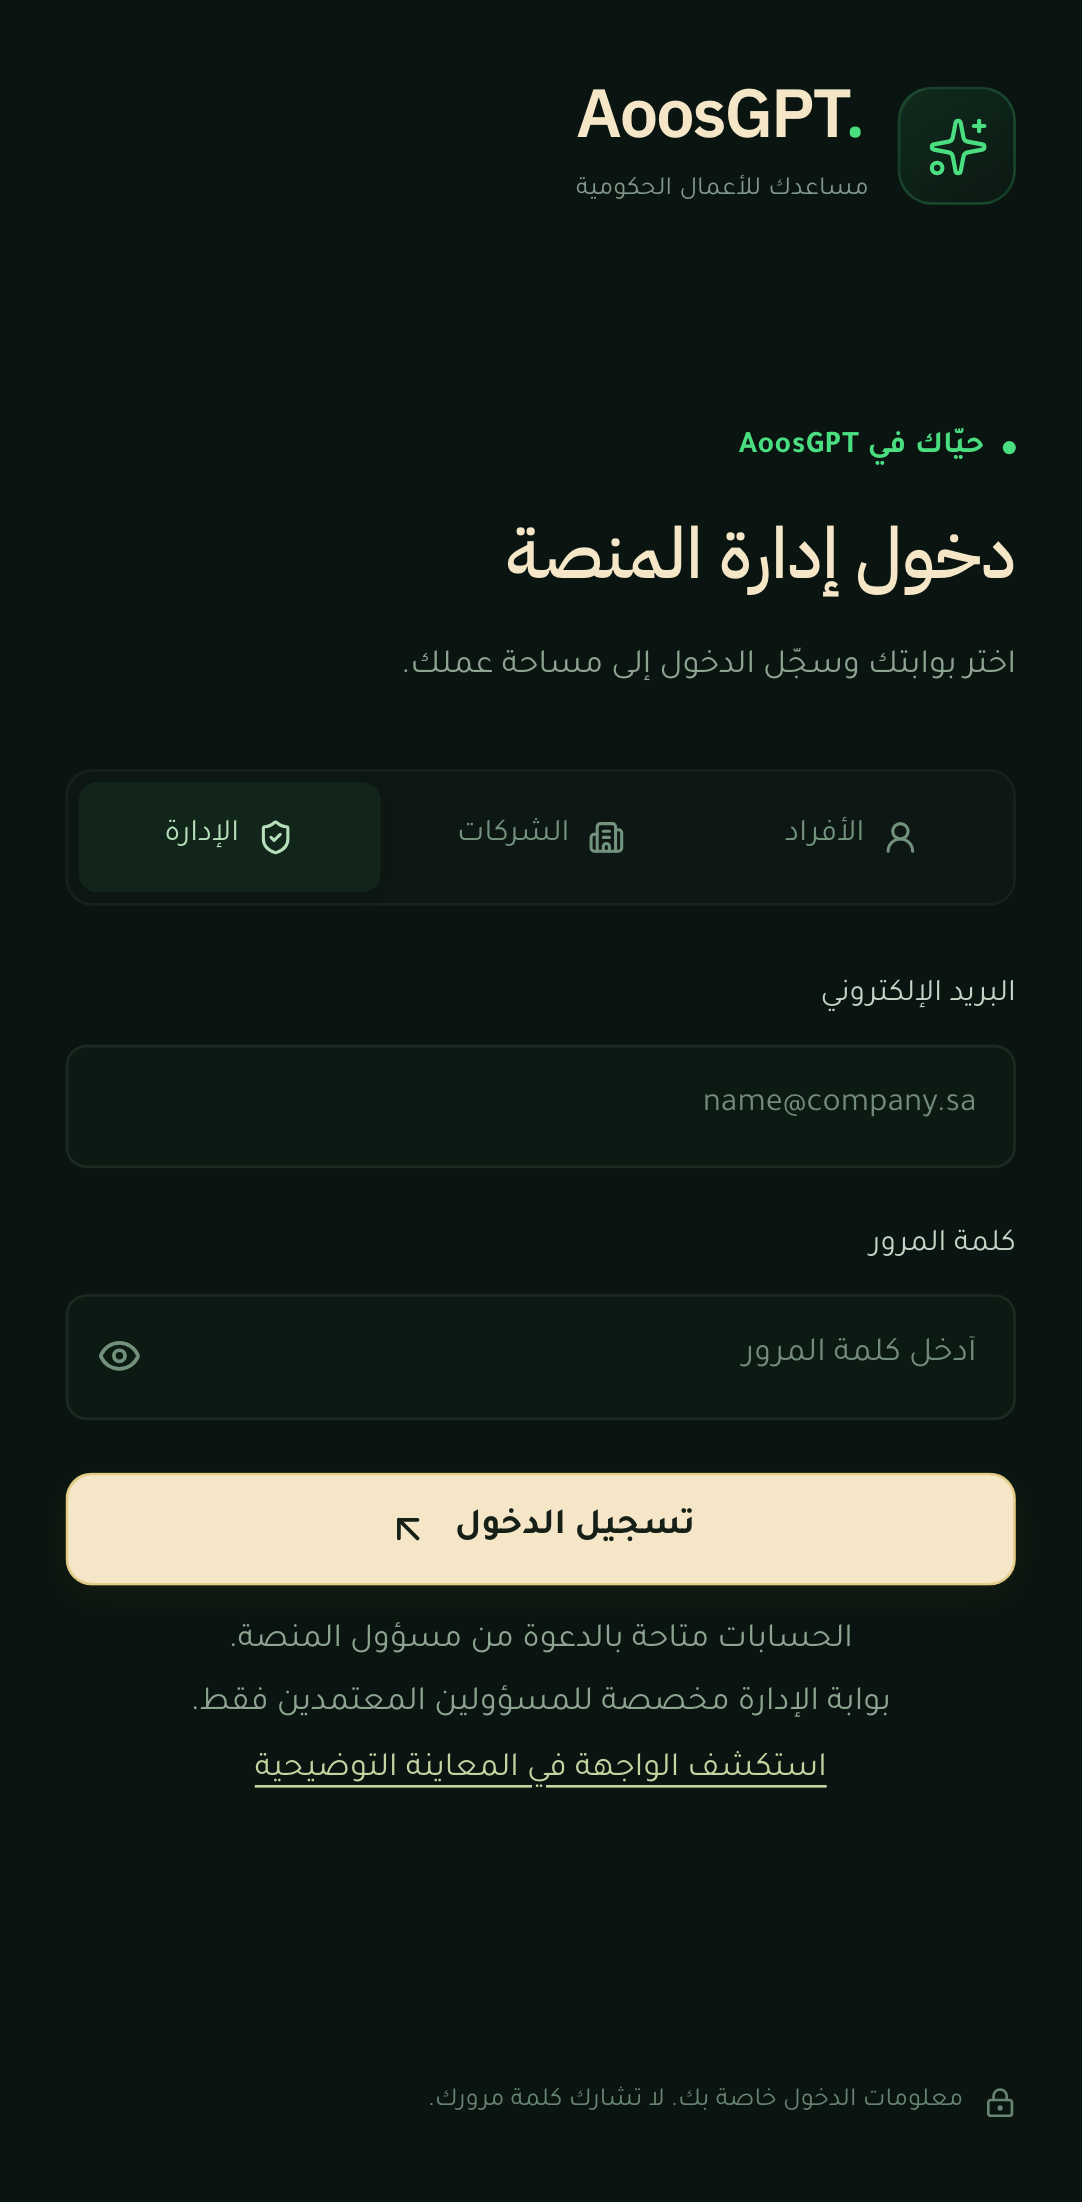 AoosGPT.
مساعدك للأعمال الحكومية
حيّاك في AoosGPT
دخول إدارة المنصة
اختر بوابتك وسجّل الدخول إلى مساحة عملك.
الأفراد
الشركات
الإدارة
البريد الإلكتروني
name@company.sa
كلمة المرور
أدخل كلمة المرور
تسجيل الدخول
الحسابات متاحة بالدعوة من مسؤول المنصة.
بوابة الإدارة مخصصة للمسؤولين المعتمدين فقط.
استكشف الواجهة في المعاينة التوضيحية
معلومات الدخول خاصة بك. لا تشارك كلمة مرورك.